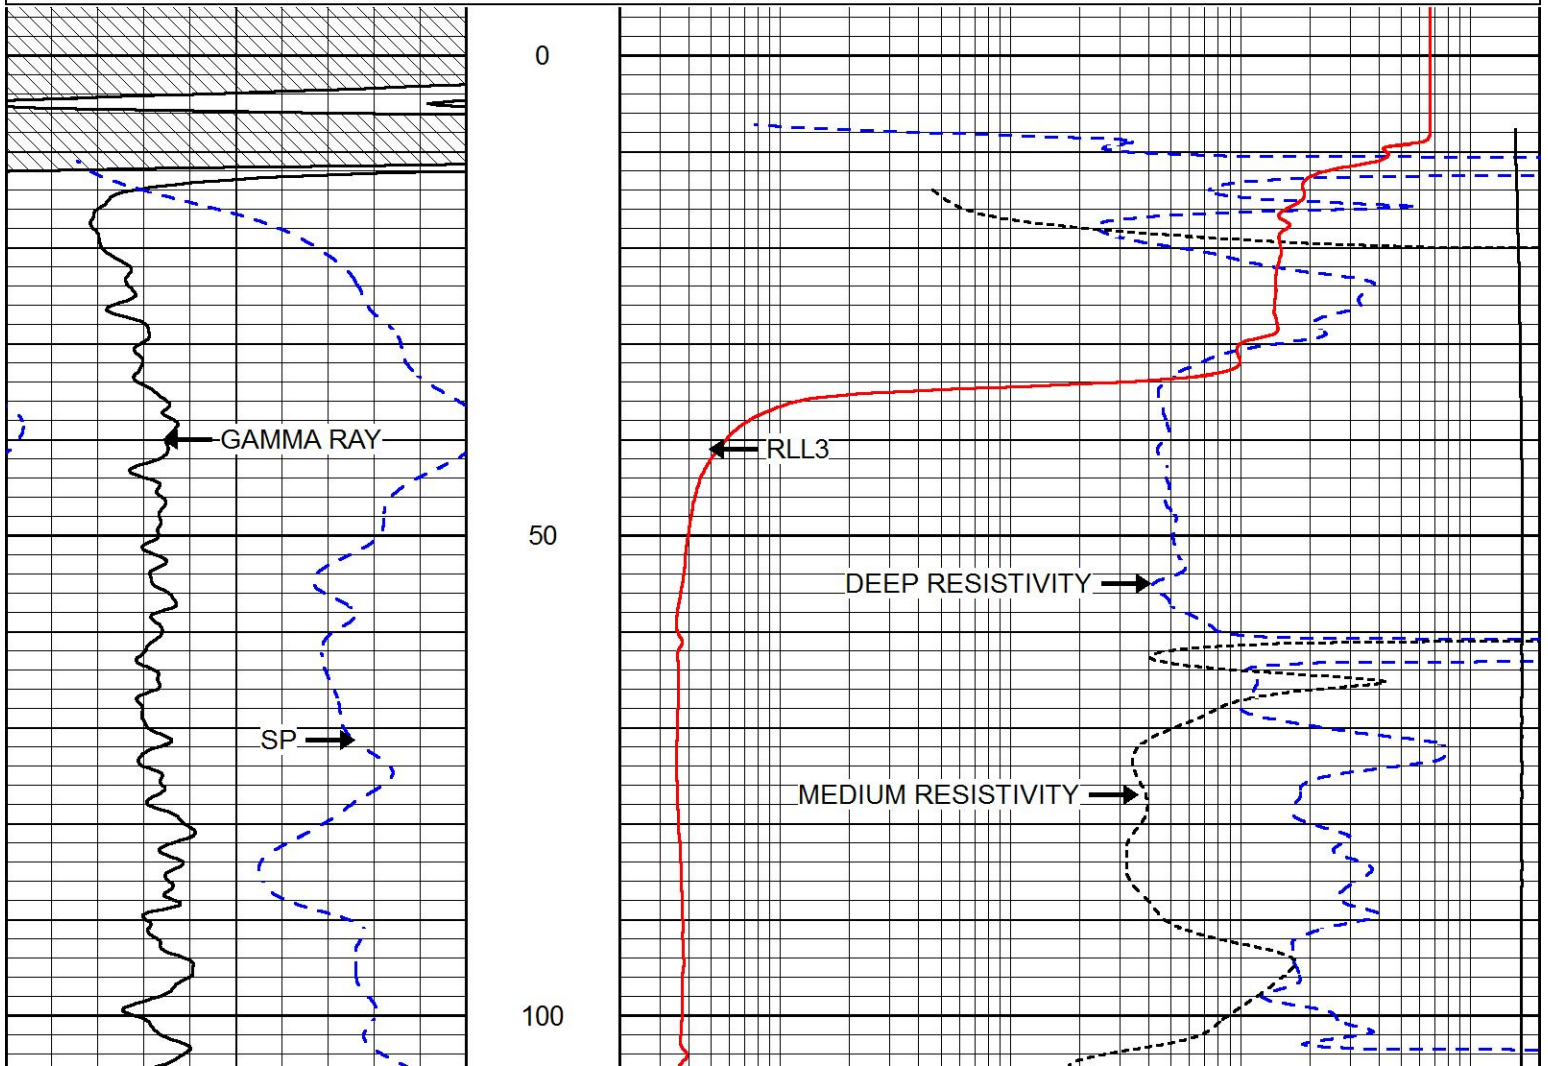 0
GAMMA RAY
RLL3
50
DEEP RESISTIVITY
SP
MEDIUM RESISTIVITY
100